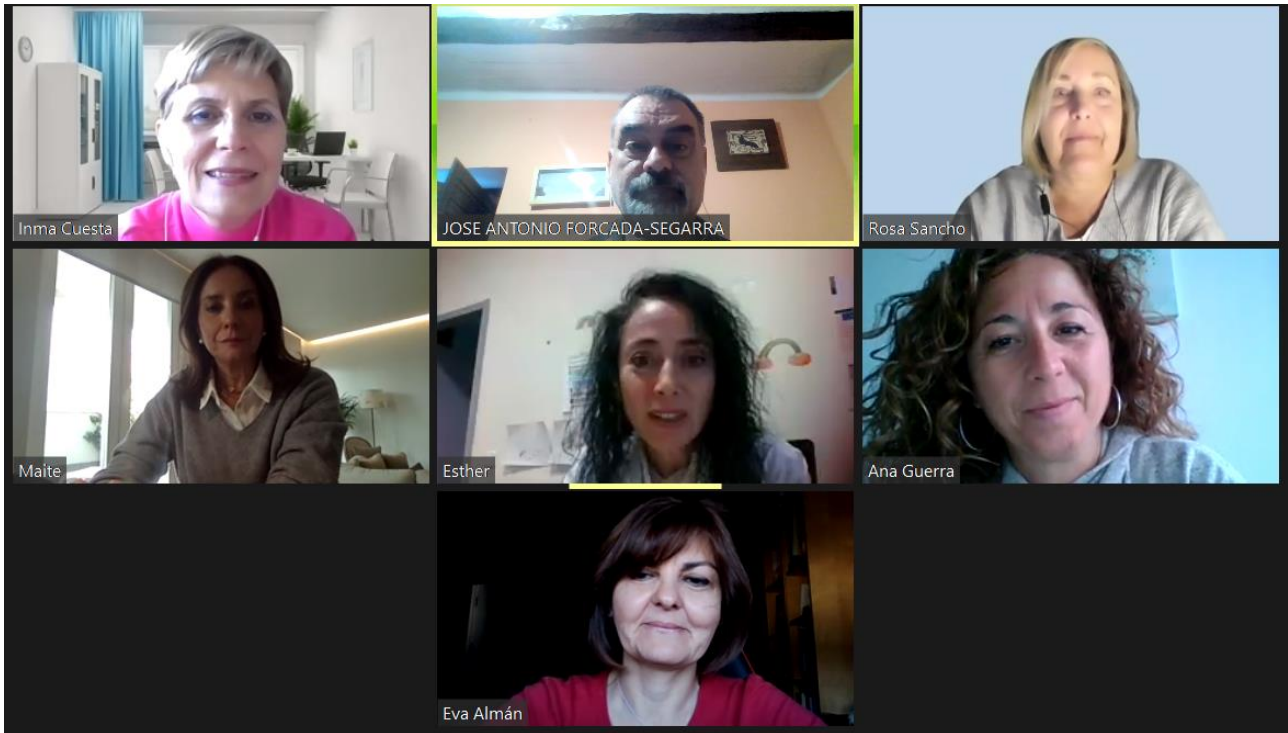 Inma Cuesta
JOSE ANTONIO FORCADA-SEGARRA
Rosa Sancho
Maite
Esther
Ana Guerra
Eva Almán